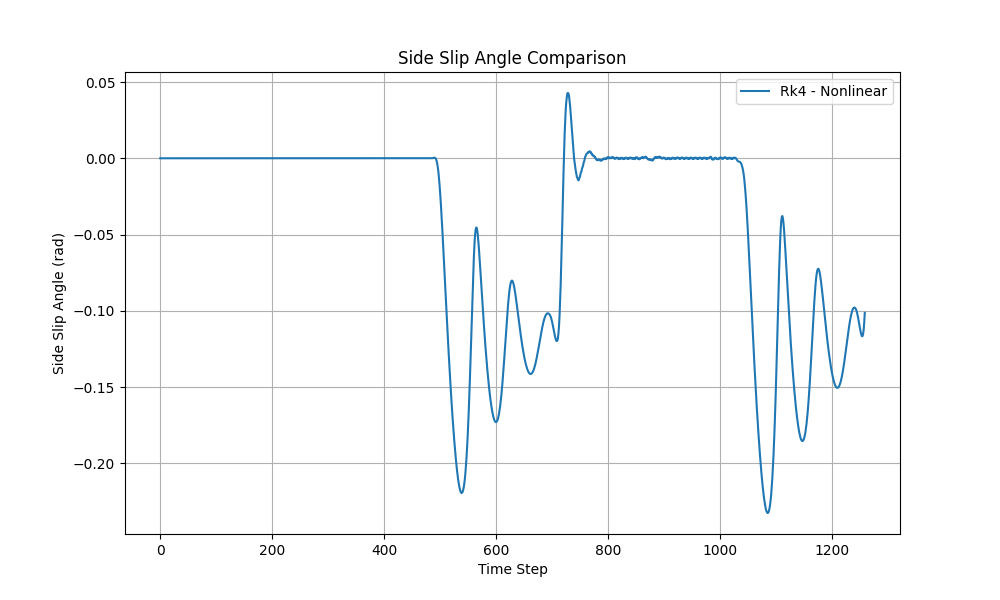 Side Slip Angle Comparison
Rk4 - Nonlinear
Side Slip Angle (rad)
0.05
0.00
−0.05
−0.10
−0.15
−0.20
0 200 400 600 800 1000 1200
Time Step